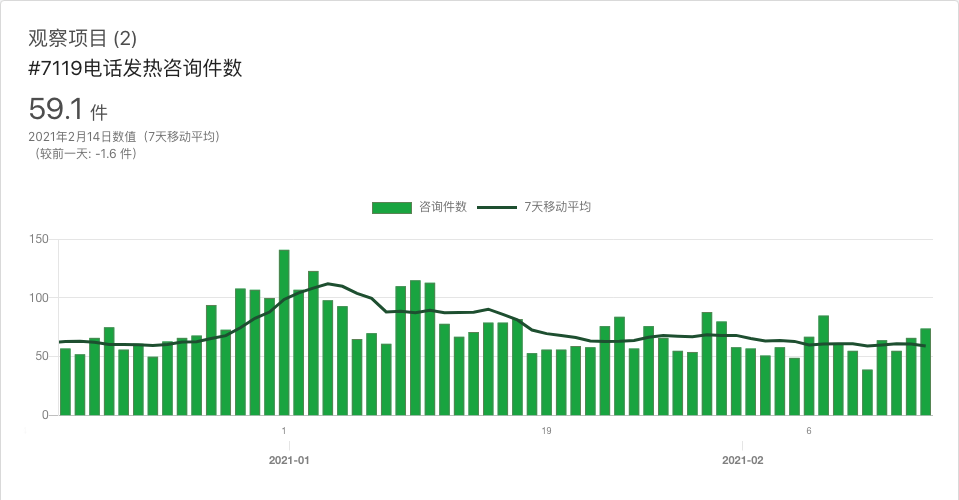 观察项目 (2)
#7119电话发热咨询件数
59.1 件
2021年2月14日数值（7天移动平均）
（较前一天: -1.6 件）
咨询件数 7天移动平均
150
100
50
0
1 19 6
2021-01 2021-02